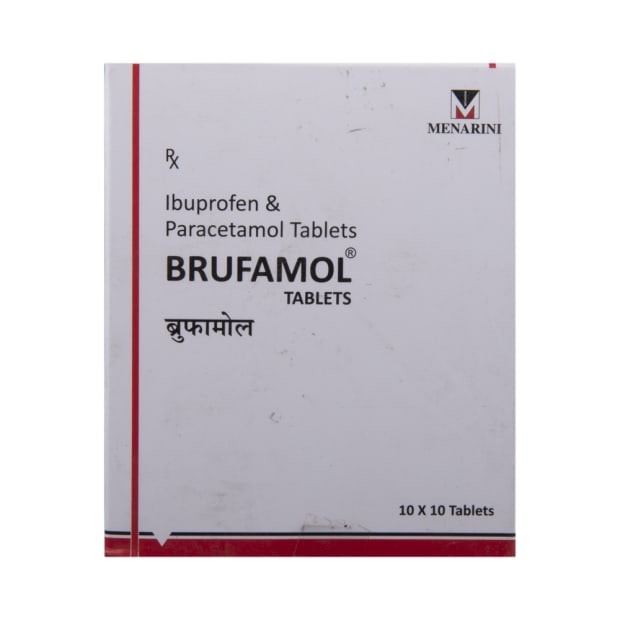 MENARINI
Rx
Ibuprofen &
Paracetamol Tablets
BRUFAMOL®
TABLETS
ब्रुफामोल
10 X 10 Tablets